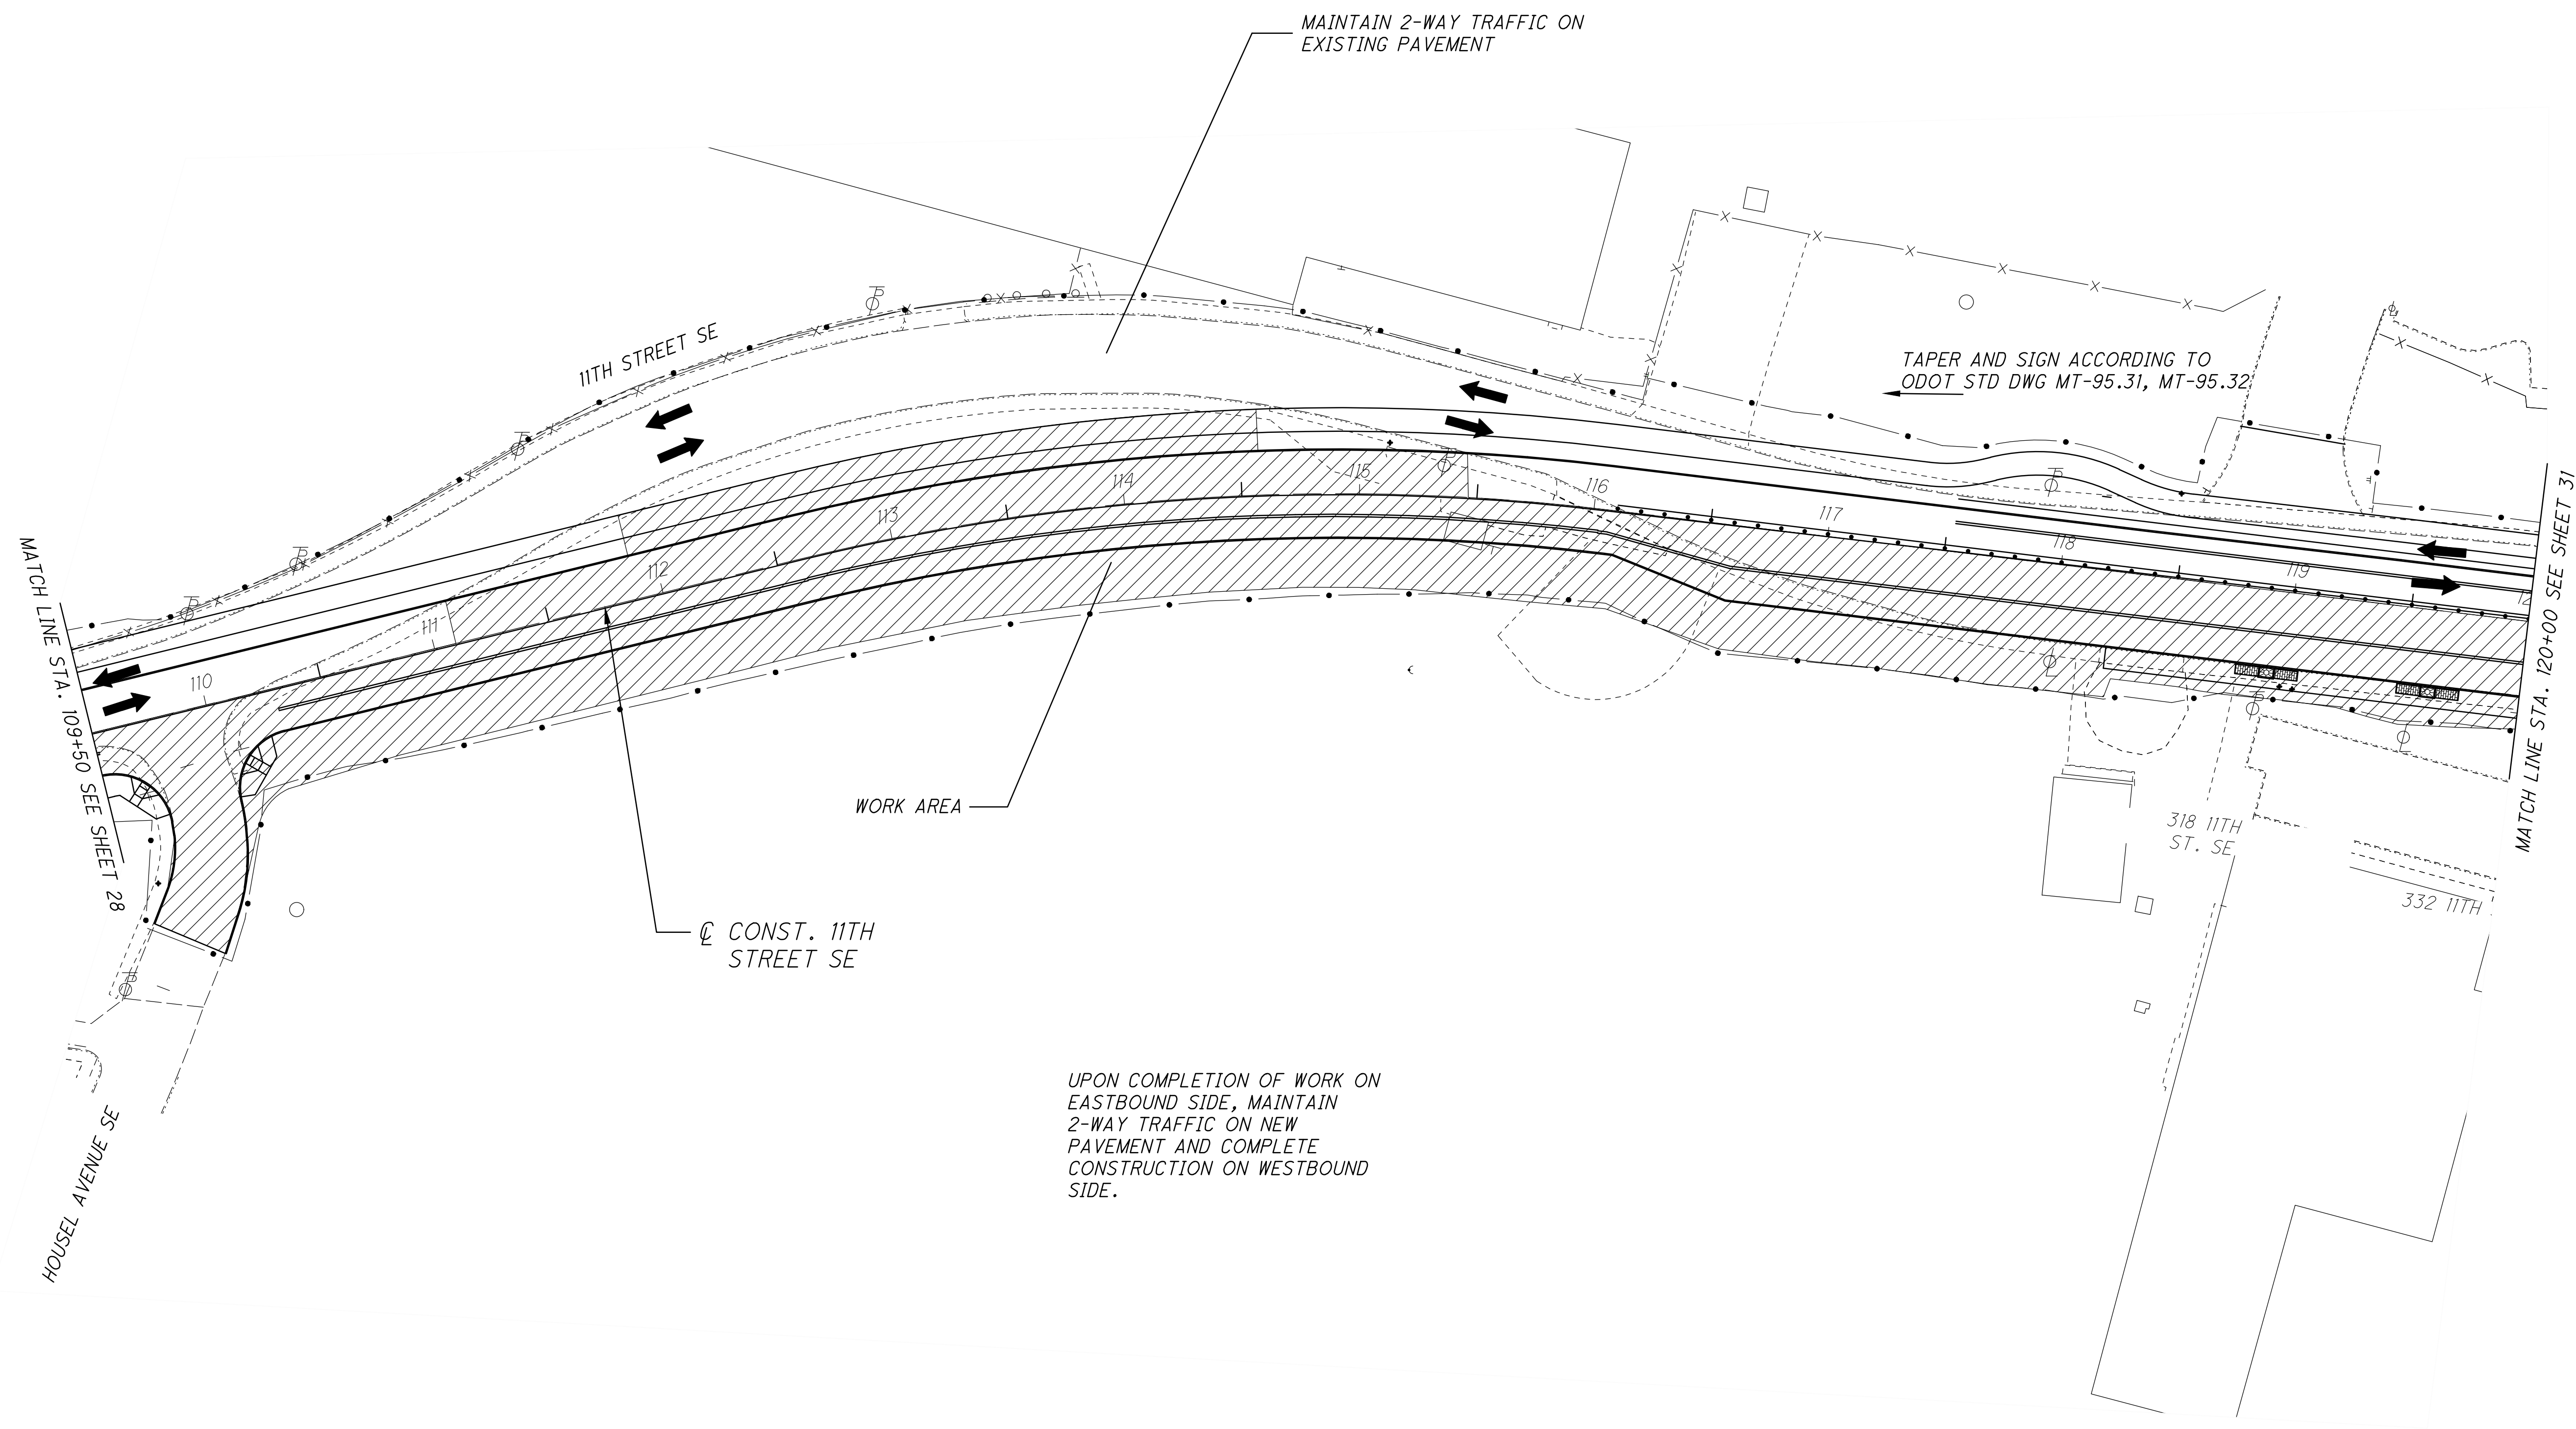 MAINTAIN 2-WAY TRAFFIC ON
EXISTING PAVEMENT
11TH STREET SE
TAPER AND SIGN ACCORDING TO
ODOT STD DWG MT-95.31, MT-95.32
MATCH LINE STA. 109+50 SEE SHEET 28
MATCH LINE STA. 120+00 SEE SHEET 31
110
111
112
113
114
115
116
117
118
119
12
WORK AREA
318 11TH
ST. SE
332 11TH
℄ CONST. 11TH
STREET SE
UPON COMPLETION OF WORK ON
EASTBOUND SIDE, MAINTAIN
2-WAY TRAFFIC ON NEW
PAVEMENT AND COMPLETE
CONSTRUCTION ON WESTBOUND
SIDE.
HOUSEL AVENUE SE